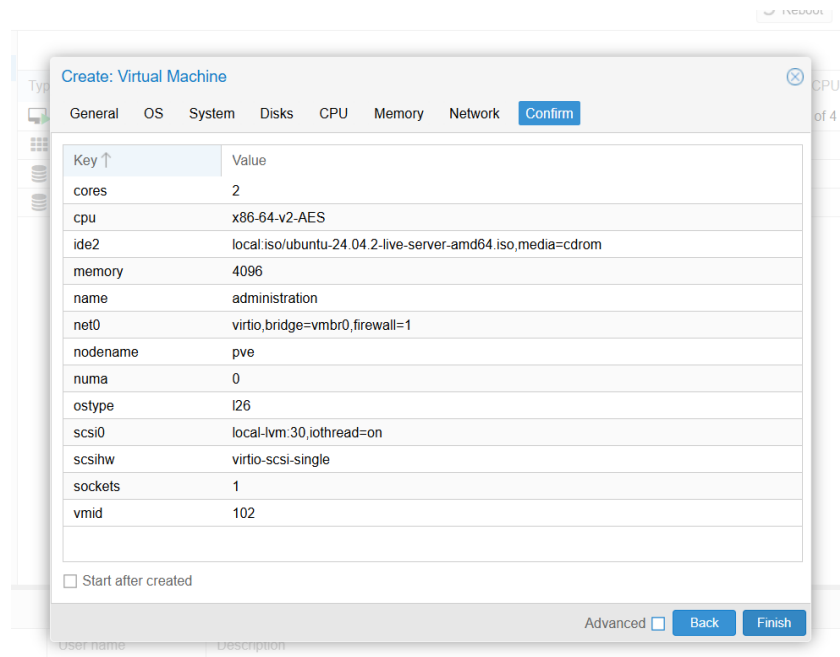 Reboot
Create: Virtual Machine
Typ
CPU
General OS System Disks CPU Memory Network Confirm
of 4
Key Value
cores 2
cpu x86-64-v2-AES
ide2 local:iso/ubuntu-24.04.2-live-server-amd64.iso,media=cdrom
memory 4096
name administration
net0 virtio,bridge=vmbr0,firewall=1
nodename pve
numa 0
ostype l26
scsi0 local-lvm:30,iothread=on
scsihw virtio-scsi-single
sockets 1
vmid 102
Start after created
Advanced Back Finish
User name Description